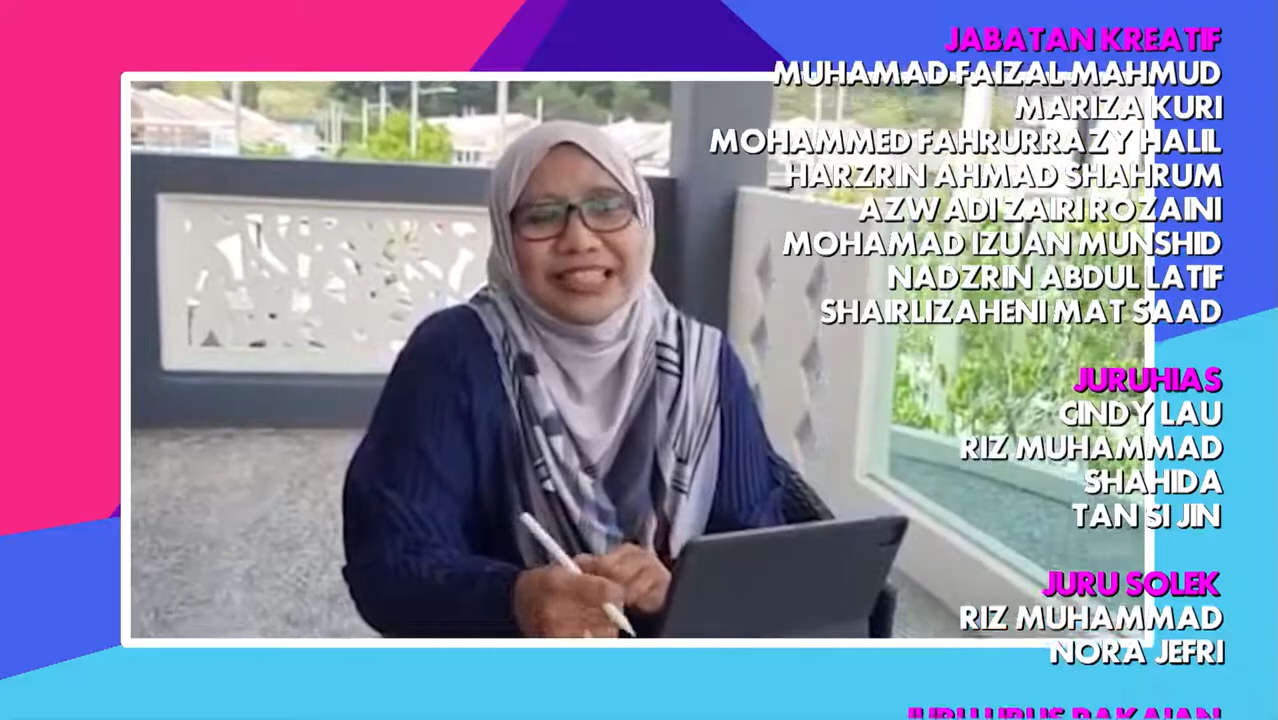 JABATAN KREATIF
MUHAMAD FAIZAL MAHMUD
MARIZA KURI
MOHAMMED FAHRURRAZY HALIL
HARZRIN AHMAD SHAHRUM
AZWADI ZAIRI ROZAINI
MOHAMAD IZUAN MUNSHID
NADZRIN ABDUL LATIF
SHAIRLIZAHENI MAT SAAD
JURUHIAS
CINDY LAU
RIZ MUHAMMAD
SHAHIDA
TAN SI JIN
JURU SOLEK
RIZ MUHAMMAD
NORA JEFRI